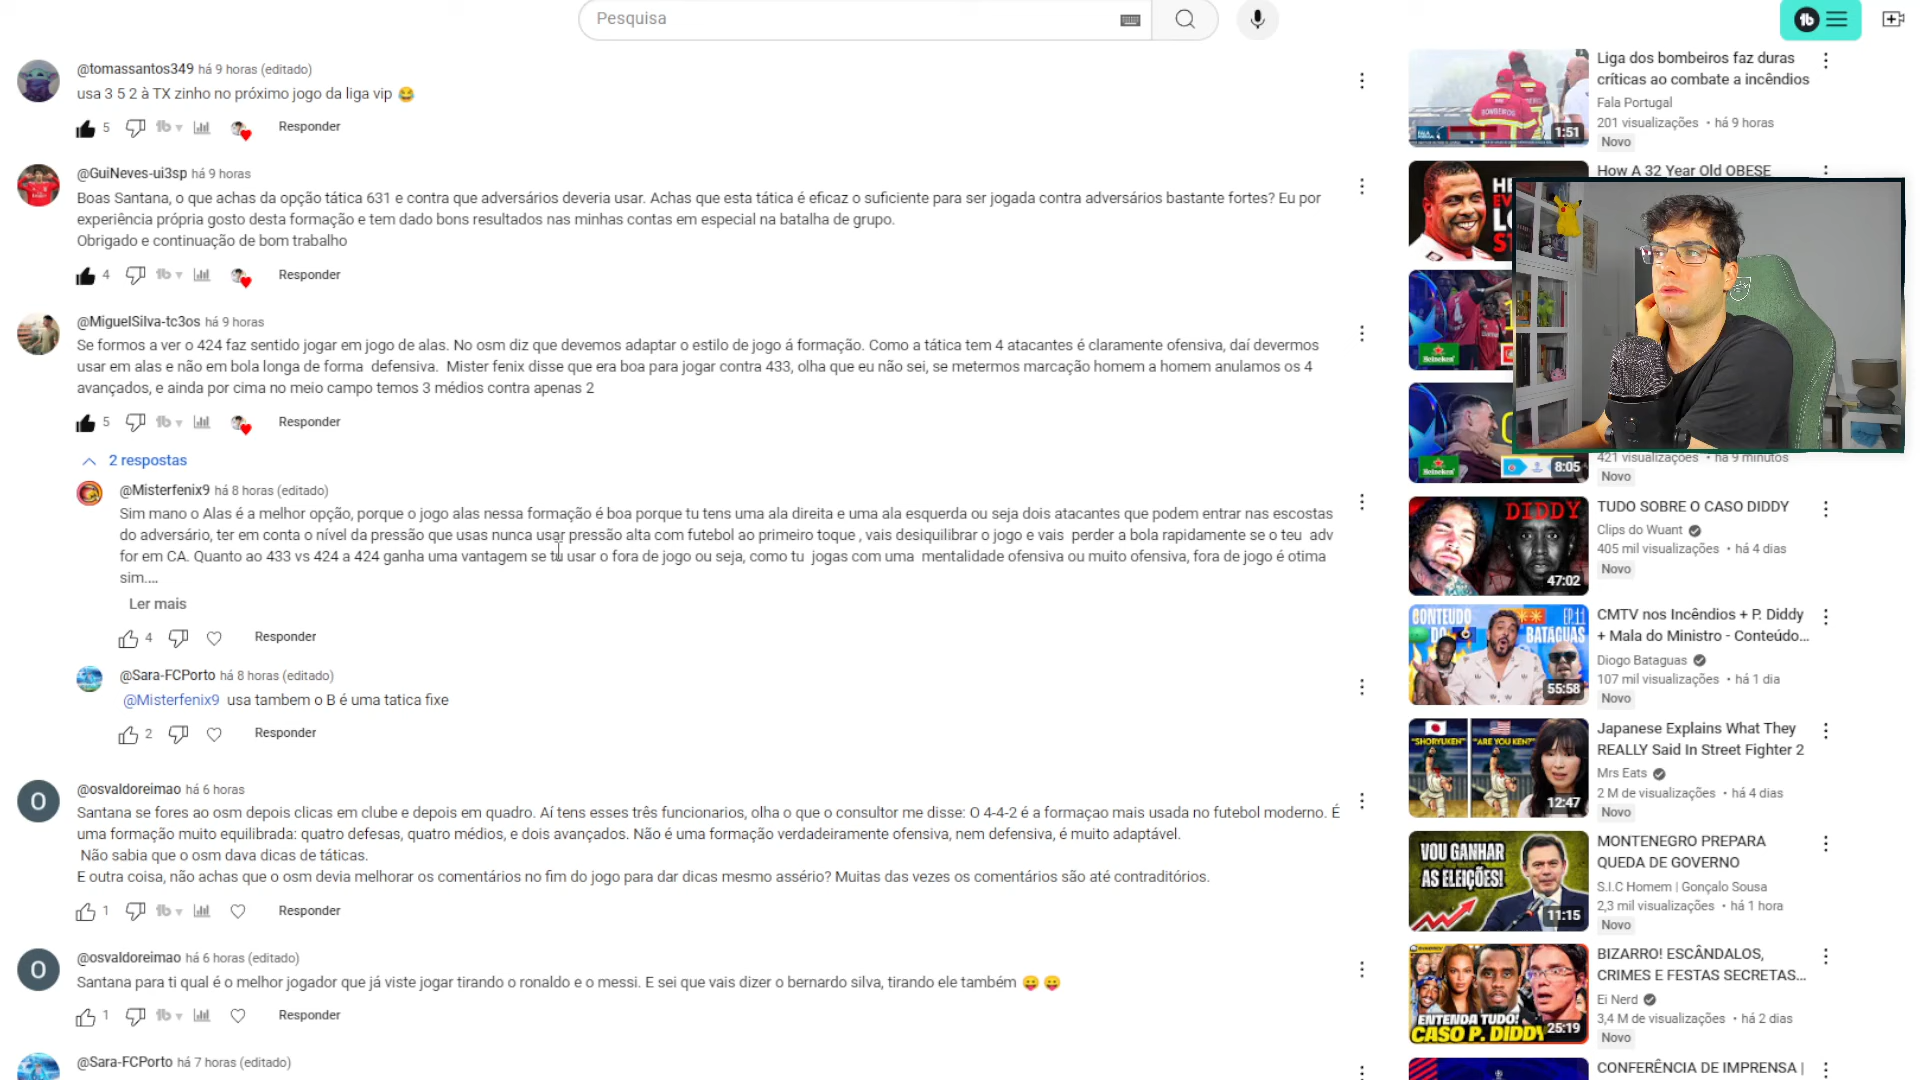 Pesquisa
@tomassantos349 há 9 horas (editado)
usa 3 5 2 à TX zinho no próximo jogo da liga vip 😂
5 Responder
@GuiNeves-ui3sp há 9 horas
Boas Santana, o que achas da opção tática 631 e contra que adversários deveria usar. Achas que esta tática é eficaz o suficiente para ser jogada contra adversários bastante fortes? Eu por
experiência própria gosto desta formação e tem dado bons resultados nas minhas contas em especial na batalha de grupo.
Obrigado e continuação de bom trabalho
4 Responder
@MiguelSilva-tc3os há 9 horas
Se formos a ver o 424 faz sentido jogar em jogo de alas. No osm diz que devemos adaptar o estilo de jogo á formação. Como a tática tem 4 atacantes é claramente ofensiva, daí devermos
usar em alas e não em bola longa de forma defensiva. Mister fenix disse que era boa para jogar contra 433, olha que eu não sei, se metermos marcação homem a homem anulamos os 4
avançados, e ainda por cima no meio campo temos 3 médios contra apenas 2
5 Responder
2 respostas
@Misterfenix9 há 8 horas (editado)
Sim mano o Alas é a melhor opção, porque o jogo alas nessa formação é boa porque tu tens uma ala direita e uma ala esquerda ou seja dois atacantes que podem entrar nas escostas
do adversário, ter em conta o nível da pressão que usas nunca usar pressão alta com futebol ao primeiro toque , vais desiquilibrar o jogo e vais perder a bola rapidamente se o teu adv
for em CA. Quanto ao 433 vs 424 a 424 ganha uma vantagem se tu usar o fora de jogo ou seja, como tu jogas com uma mentalidade ofensiva ou muito ofensiva, fora de jogo é otima
sim....
Ler mais
4 Responder
@Sara-FCPorto há 8 horas (editado)
@Misterfenix9 usa tambem o B é uma tatica fixe
2 Responder
O
@osvaldoreimao há 6 horas
Santana se fores ao osm depois clicas em clube e depois em quadro. Aí tens esses três funcionarios, olha o que o consultor me disse: O 4-4-2 é a formaçao mais usada no futebol moderno. É
uma formação muito equilibrada: quatro defesas, quatro médios, e dois avançados. Não é uma formação verdadeiramente ofensiva, nem defensiva, é muito adaptável.
Não sabia que o osm dava dicas de táticas.
E outra coisa, não achas que o osm devia melhorar os comentários no fim do jogo para dar dicas mesmo assério? Muitas das vezes os comentários são até contraditórios.
1 Responder
O
@osvaldoreimao há 6 horas (editado)
Santana para ti qual é o melhor jogador que já viste jogar tirando o ronaldo e o messi. E sei que vais dizer o bernardo silva, tirando ele também 😛 😛
1 Responder
@Sara-FCPorto há 7 horas (editado)
1:51
Liga dos bombeiros faz duras
críticas ao combate a incêndios
Fala Portugal
201 visualizações • há 9 horas
Novo
How A 32 Year Old OBESE
Heineken
Heineken
8:05
421 visualizações • há 9 minutos
Novo
DIDDY
47:02
TUDO SOBRE O CASO DIDDY
Clips do Wuant
405 mil visualizações • há 4 dias
Novo
CONTEÚDO
DO
EP.11
BATAGUAS
55:58
CMTV nos Incêndios + P. Diddy
+ Mala do Ministro - Conteúdo...
Diogo Bataguas
107 mil visualizações • há 1 dia
Novo
"SHORYUKEN" "ARE YOU KEN?"
12:47
Japanese Explains What They
REALLY Said In Street Fighter 2
Mrs Eats
2 M de visualizações • há 4 dias
Novo
VOU GANHAR
AS ELEIÇÕES!
11:15
MONTENEGRO PREPARA
QUEDA DE GOVERNO
S.I.C Homem | Gonçalo Sousa
2,3 mil visualizações • há 1 hora
Novo
ENTENDA TUDO!
CASO P. DIDDY
25:19
BIZARRO! ESCÂNDALOS,
CRIMES E FESTAS SECRETAS...
Ei Nerd
3,4 M de visualizações • há 2 dias
Novo
CONFERÊNCIA DE IMPRENSA |